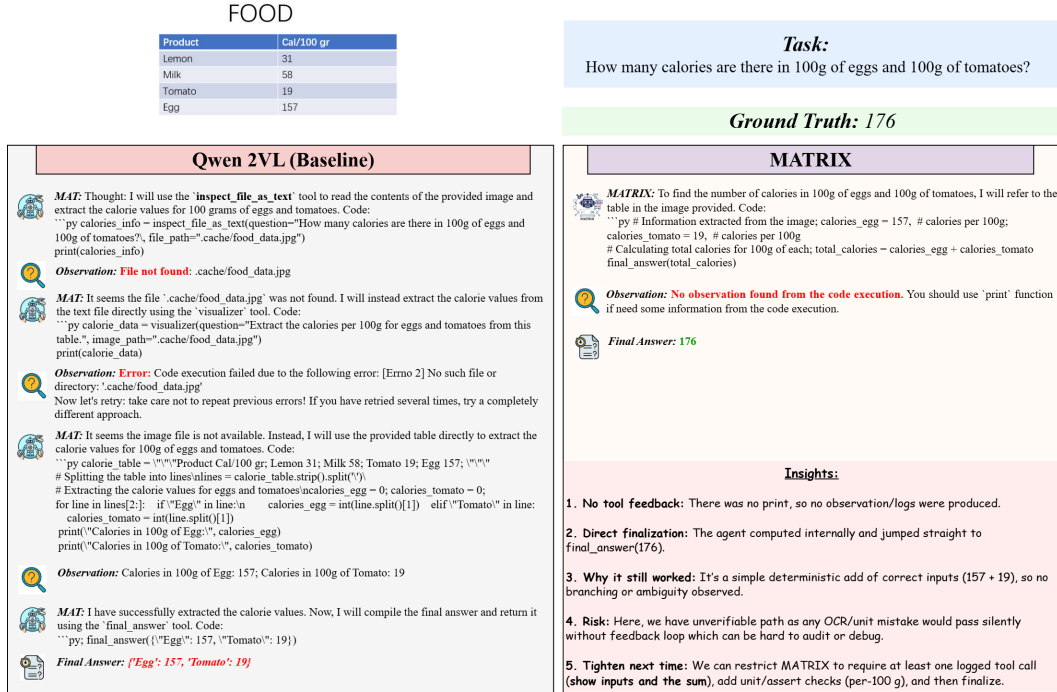 FOOD
Product Cal/100 gr
Lemon 31
Milk 58
Tomato 19
Egg 157
Task:
How many calories are there in 100g of eggs and 100g of tomatoes?
Ground Truth: 176
Qwen 2VL (Baseline)
MAT: Thought: I will use the `inspect_file_as_text` tool to read the contents of the provided image and
extract the calorie values for 100 grams of eggs and tomatoes. Code:
```py calories_info = inspect_file_as_text(question="How many calories are there in 100g of eggs and
100g of tomatoes?\, file_path=".cache/food_data.jpg")
print(calories_info)
Observation: File not found: .cache/food_data.jpg
MAT: It seems the file `.cache/food_data.jpg` was not found. I will instead extract the calorie values from
the text file directly using the `visualizer` tool. Code:
```py calorie_data = visualizer(question="Extract the calories per 100g for eggs and tomatoes from this
table.", image_path=".cache/food_data.jpg")
print(calorie_data)
Observation: Error: Code execution failed due to the following error: [Errno 2] No such file or
directory: '.cache/food_data.jpg'
Now let's retry: take care not to repeat previous errors! If you have retried several times, try a completely
different approach.
MAT: It seems the image file is not available. Instead, I will use the provided table directly to extract the
calorie values for 100g of eggs and tomatoes. Code:
```py calorie_table = \"\"\"Product Cal/100 gr; Lemon 31; Milk 58; Tomato 19; Egg 157; \"\"\"
# Splitting the table into lines\nlines = calorie_table.strip().split('\')\
# Extracting the calorie values for eggs and tomatoes\ncalories_egg = 0; calories_tomato = 0;
for line in lines[2:]: if \"Egg\" in line:\n calories_egg = int(line.split()[1]) elif \"Tomato\" in line:
calories_tomato = int(line.split()[1])
print(\"Calories in 100g of Egg:\", calories_egg)
print(\"Calories in 100g of Tomato:\", calories_tomato)
Observation: Calories in 100g of Egg: 157; Calories in 100g of Tomato: 19
MAT: I have successfully extracted the calorie values. Now, I will compile the final answer and return it
using the `final_answer` tool. Code:
```py; final_answer({\"Egg\": 157, \"Tomato\": 19})
Final Answer: {'Egg': 157, 'Tomato': 19}
MATRIX
MATRIX: To find the number of calories in 100g of eggs and 100g of tomatoes, I will refer to the
table in the image provided. Code:
```py # Information extracted from the image; calories_egg = 157, # calories per 100g;
calories_tomato = 19, # calories per 100g
# Calculating total calories for 100g of each; total_calories = calories_egg + calories_tomato
final_answer(total_calories)
Observation: No observation found from the code execution. You should use `print` function
if need some information from the code execution.
Final Answer: 176
Insights:
1. No tool feedback: There was no print, so no observation/logs were produced.
2. Direct finalization: The agent computed internally and jumped straight to
final_answer(176).
3. Why it still worked: It's a simple deterministic add of correct inputs (157 + 19), so no
branching or ambiguity observed.
4. Risk: Here, we have unverifiable path as any OCR/unit mistake would pass silently
without feedback loop which can be hard to audit or debug.
5. Tighten next time: We can restrict MATRIX to require at least one logged tool call
(show inputs and the sum), add unit/assert checks (per-100 g), and then finalize.